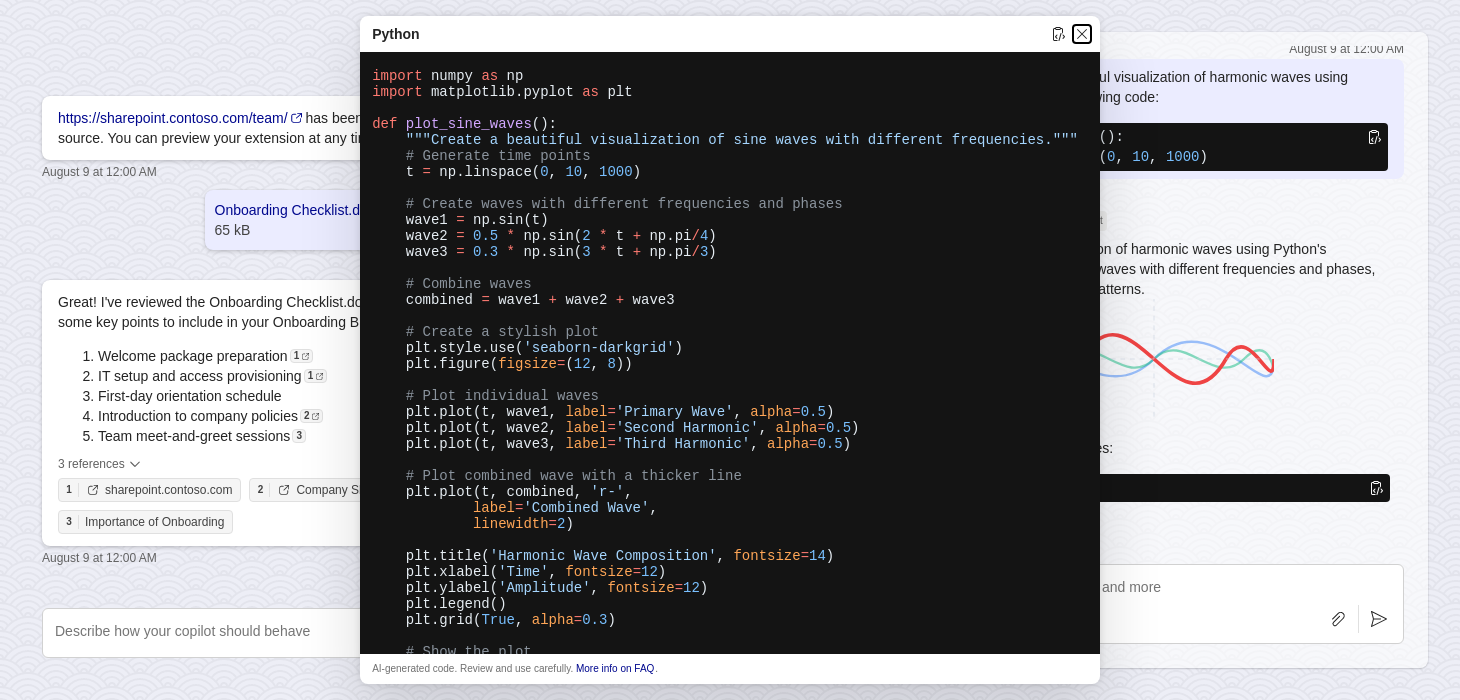 https://sharepoint.contoso.com/team/ has been
source. You can preview your extension at any
August 9 at 12:00 AM
Onboarding
65 kB
Great! I've reviewed the Onboarding
some key points to include in your Onboarding
1. Welcome package preparation 1
2. IT setup and access provisioning 1
3. First-day orientation schedule
4. Introduction to company policies 2
5. Team meet-and-greet sessions 3
3 references
1 sharepoint.contoso.com 2 Company
3 Importance of Onboarding
August 9 at 12:00 AM
Describe how your copilot should behave
Python
import numpy as np
import matplotlib.pyplot as plt
def plot_sine_waves():
"""Create a beautiful visualization of sine waves with different frequencies."""
# Generate time points
t = np.linspace(0, 10, 1000)
# Create waves with different frequencies and phases
wave1 = np.sin(t)
wave2 = 0.5 * np.sin(2 * t + np.pi/4)
wave3 = 0.3 * np.sin(3 * t + np.pi/3)
# Combine waves
combined = wave1 + wave2 + wave3
# Create a stylish plot
plt.style.use('seaborn-darkgrid')
plt.figure(figsize=(12, 8))
# Plot individual waves
plt.plot(t, wave1, label='Primary Wave', alpha=0.5)
plt.plot(t, wave2, label='Second Harmonic', alpha=0.5)
plt.plot(t, wave3, label='Third Harmonic', alpha=0.5)
# Plot combined wave with a thicker line
plt.plot(t, combined, 'r-',
label='Combined Wave',
linewidth=2)
plt.title('Harmonic Wave Composition', fontsize=14)
plt.xlabel('Time', fontsize=12)
plt.ylabel('Amplitude', fontsize=12)
plt.legend()
plt.grid(True, alpha=0.3)
# Show the plot
AI-generated code. Review and use carefully. More info on FAQ.
August 9 at 12:00 AM
visualization of harmonic waves using
code:
():
(0, 10, 1000)
of harmonic waves using Python's
waves with different frequencies and phases,
and more